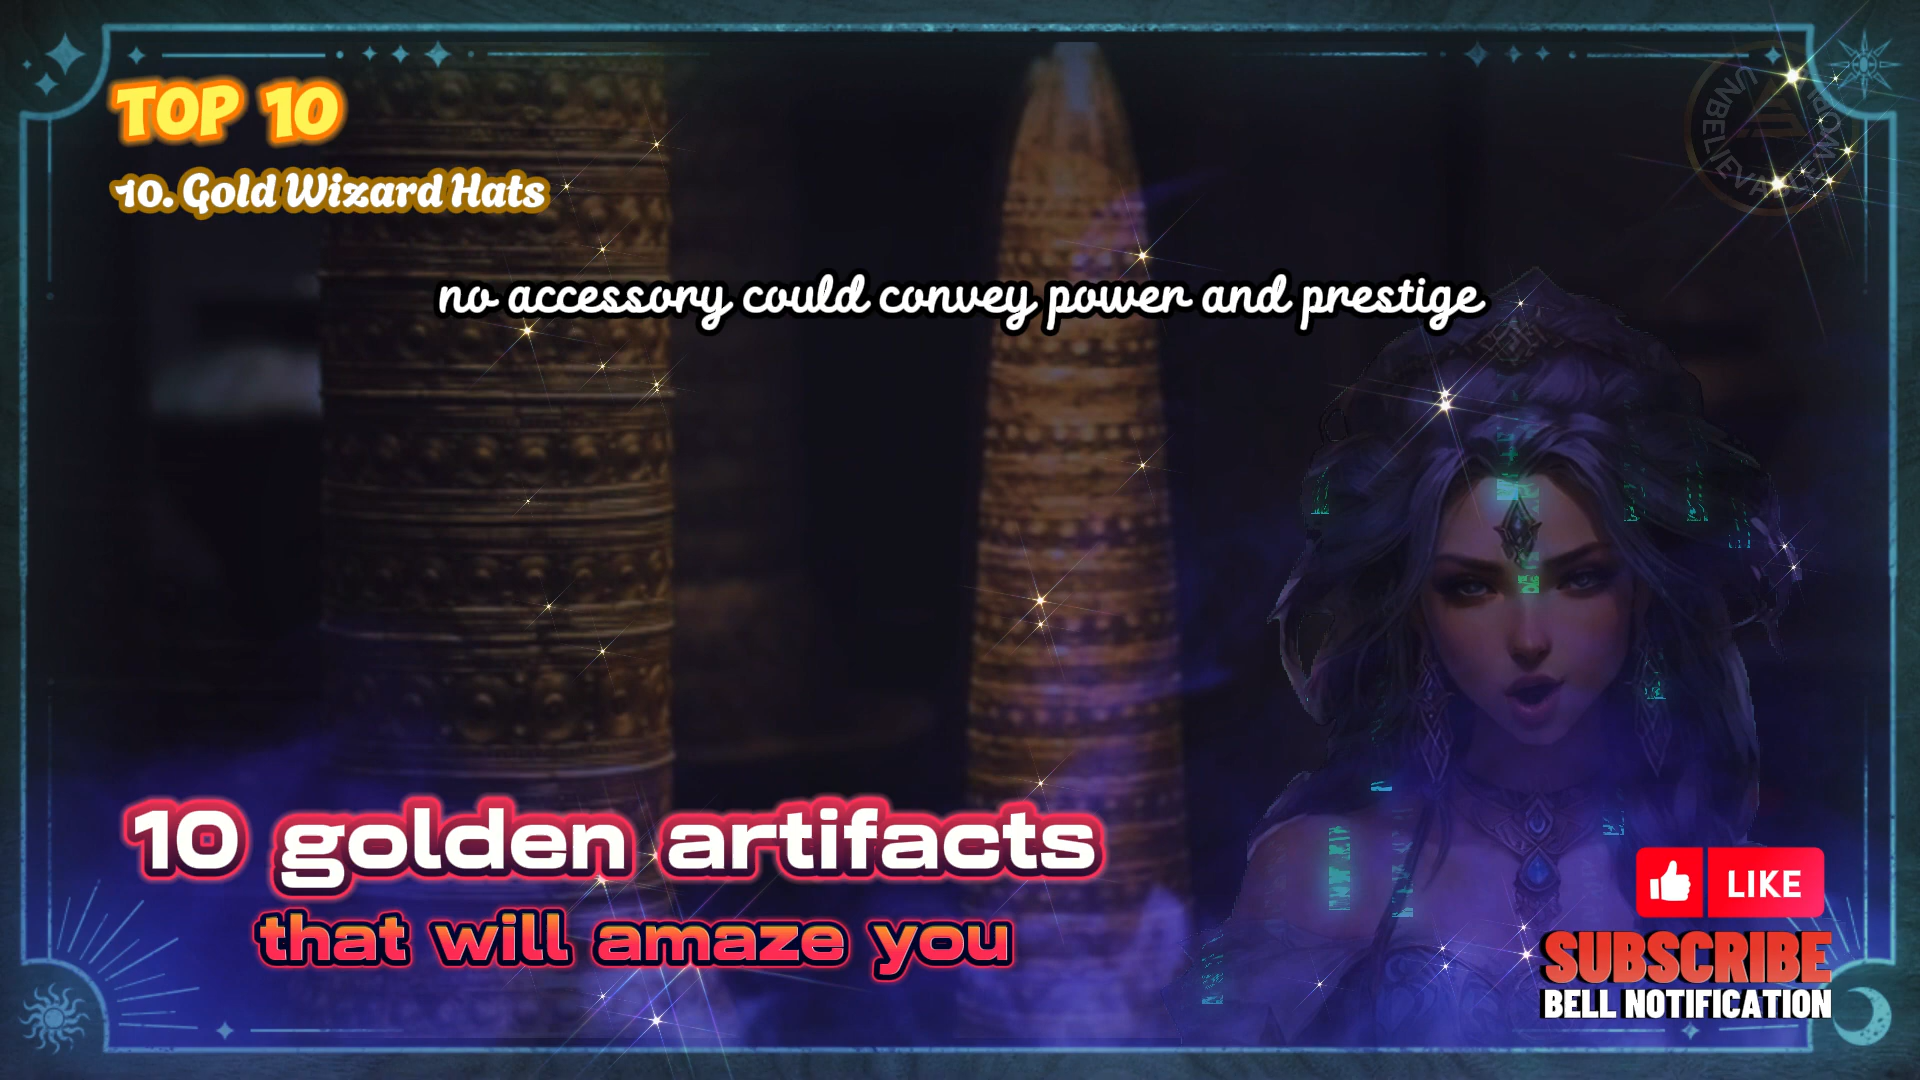 TOP 10
10. Gold Wizard Hats
no accessory could convey power and prestige
10 golden artifacts
that will amaze you
LIKE
SUBSCRIBE
BELL NOTIFICATION